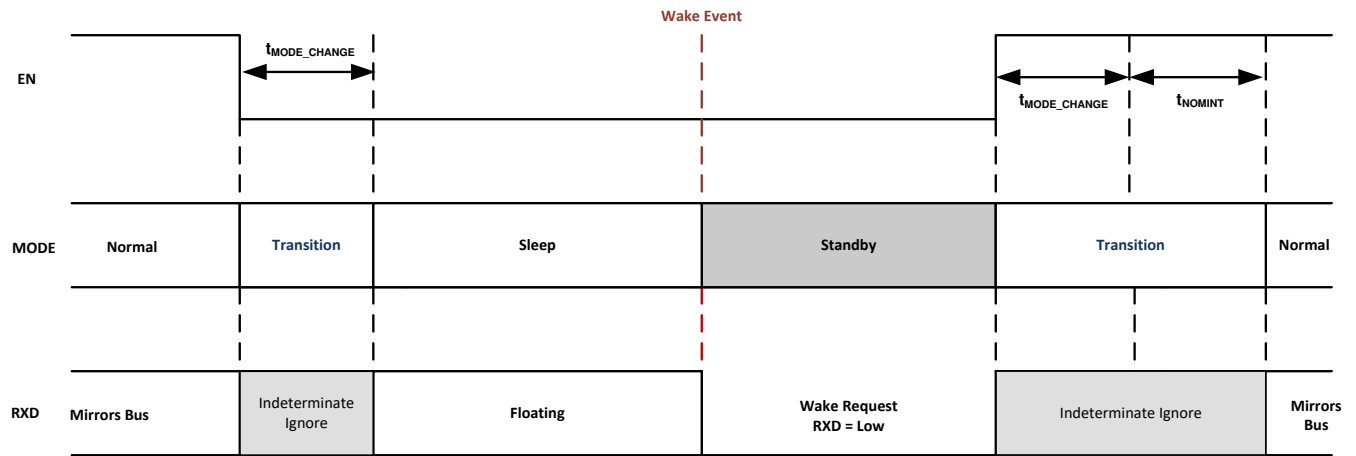 Wake Event
tMODE_CHANGE
EN
tMODE_CHANGE
tNOMINT
MODE
Normal
Transition
Sleep
Standby
Transition
Normal
RXD
Mirrors Bus
Indeterminate
Ignore
Floating
Wake Request
RXD = Low
Indeterminate Ignore
Mirrors
Bus